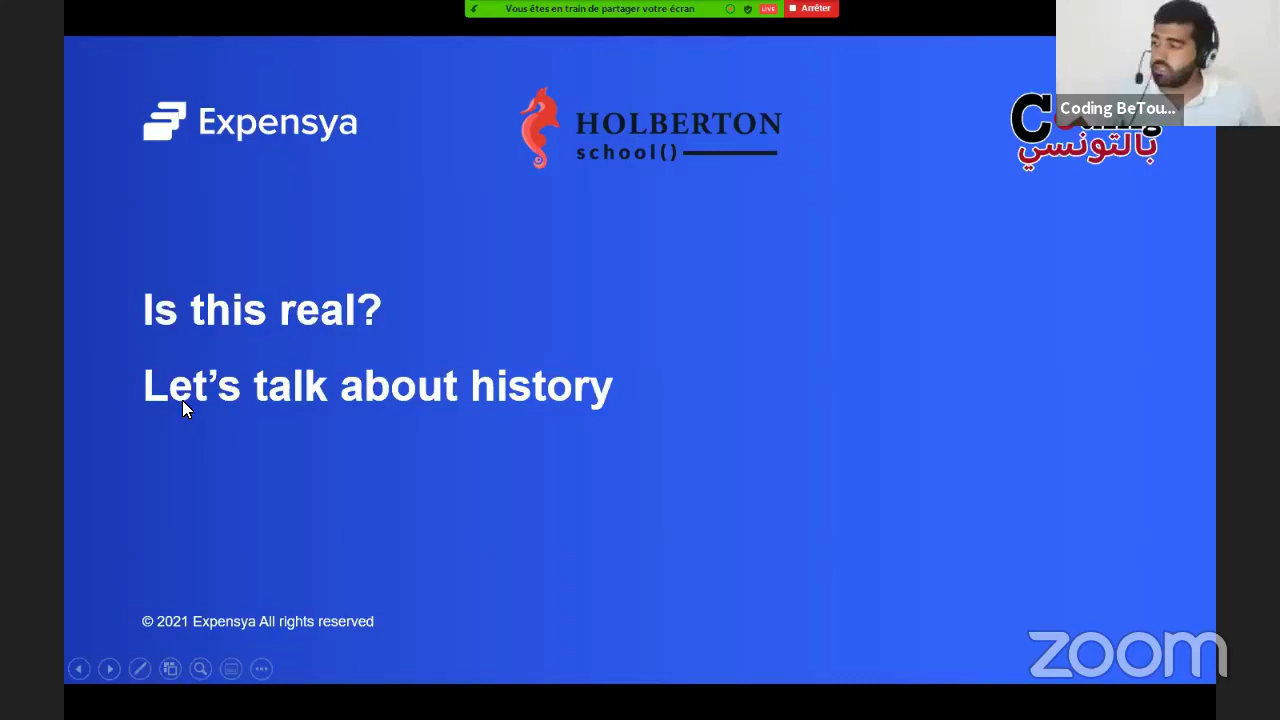 Vous êtes en train de partager votre écran
LIVE
Arrêter
Expensya
HOLBERTON
school()
Coding BeTou...
بالتونسي
Is this real?
Let’s talk about history
© 2021 Expensya All rights reserved
zoom